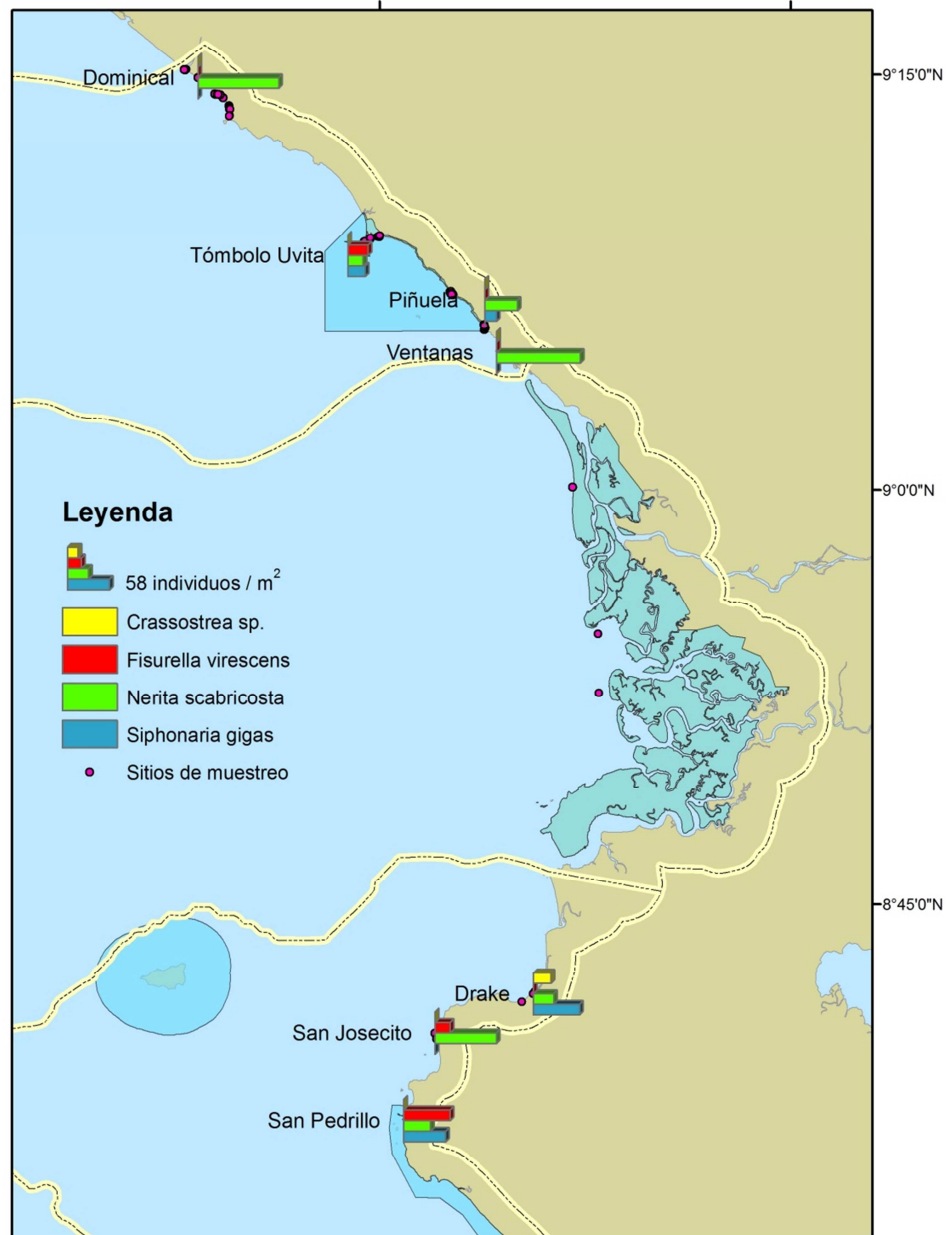 Dominical
9°15'0"N
Tómbolo Uvita
Piñuela
Ventanas
9°0'0"N
Leyenda
58 individuos / m²
Crassostrea sp.
Fisurella virescens
Nerita scabricosta
Siphonaria gigas
Sitios de muestreo
8°45'0"N
Drake
San Josecito
San Pedrillo